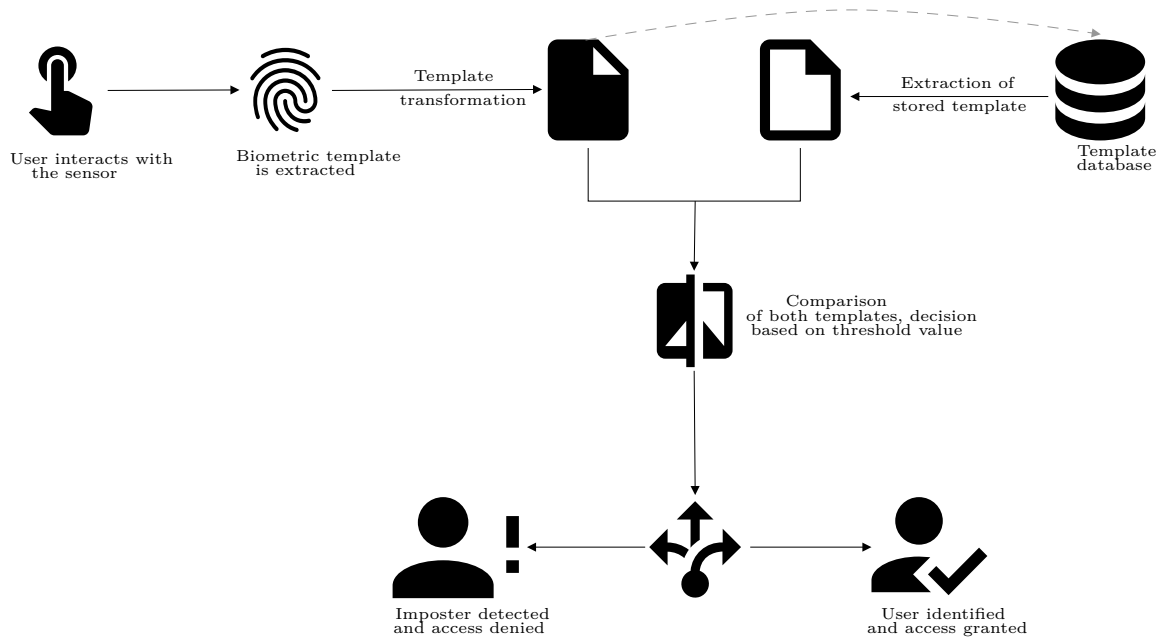 Template
transformation
Extraction of
stored template
User interacts with
the sensor
Biometric template
is extracted
Template
database
Comparison
of both templates, decision
based on threshold value
Imposter detected
and access denied
User identified
and access granted